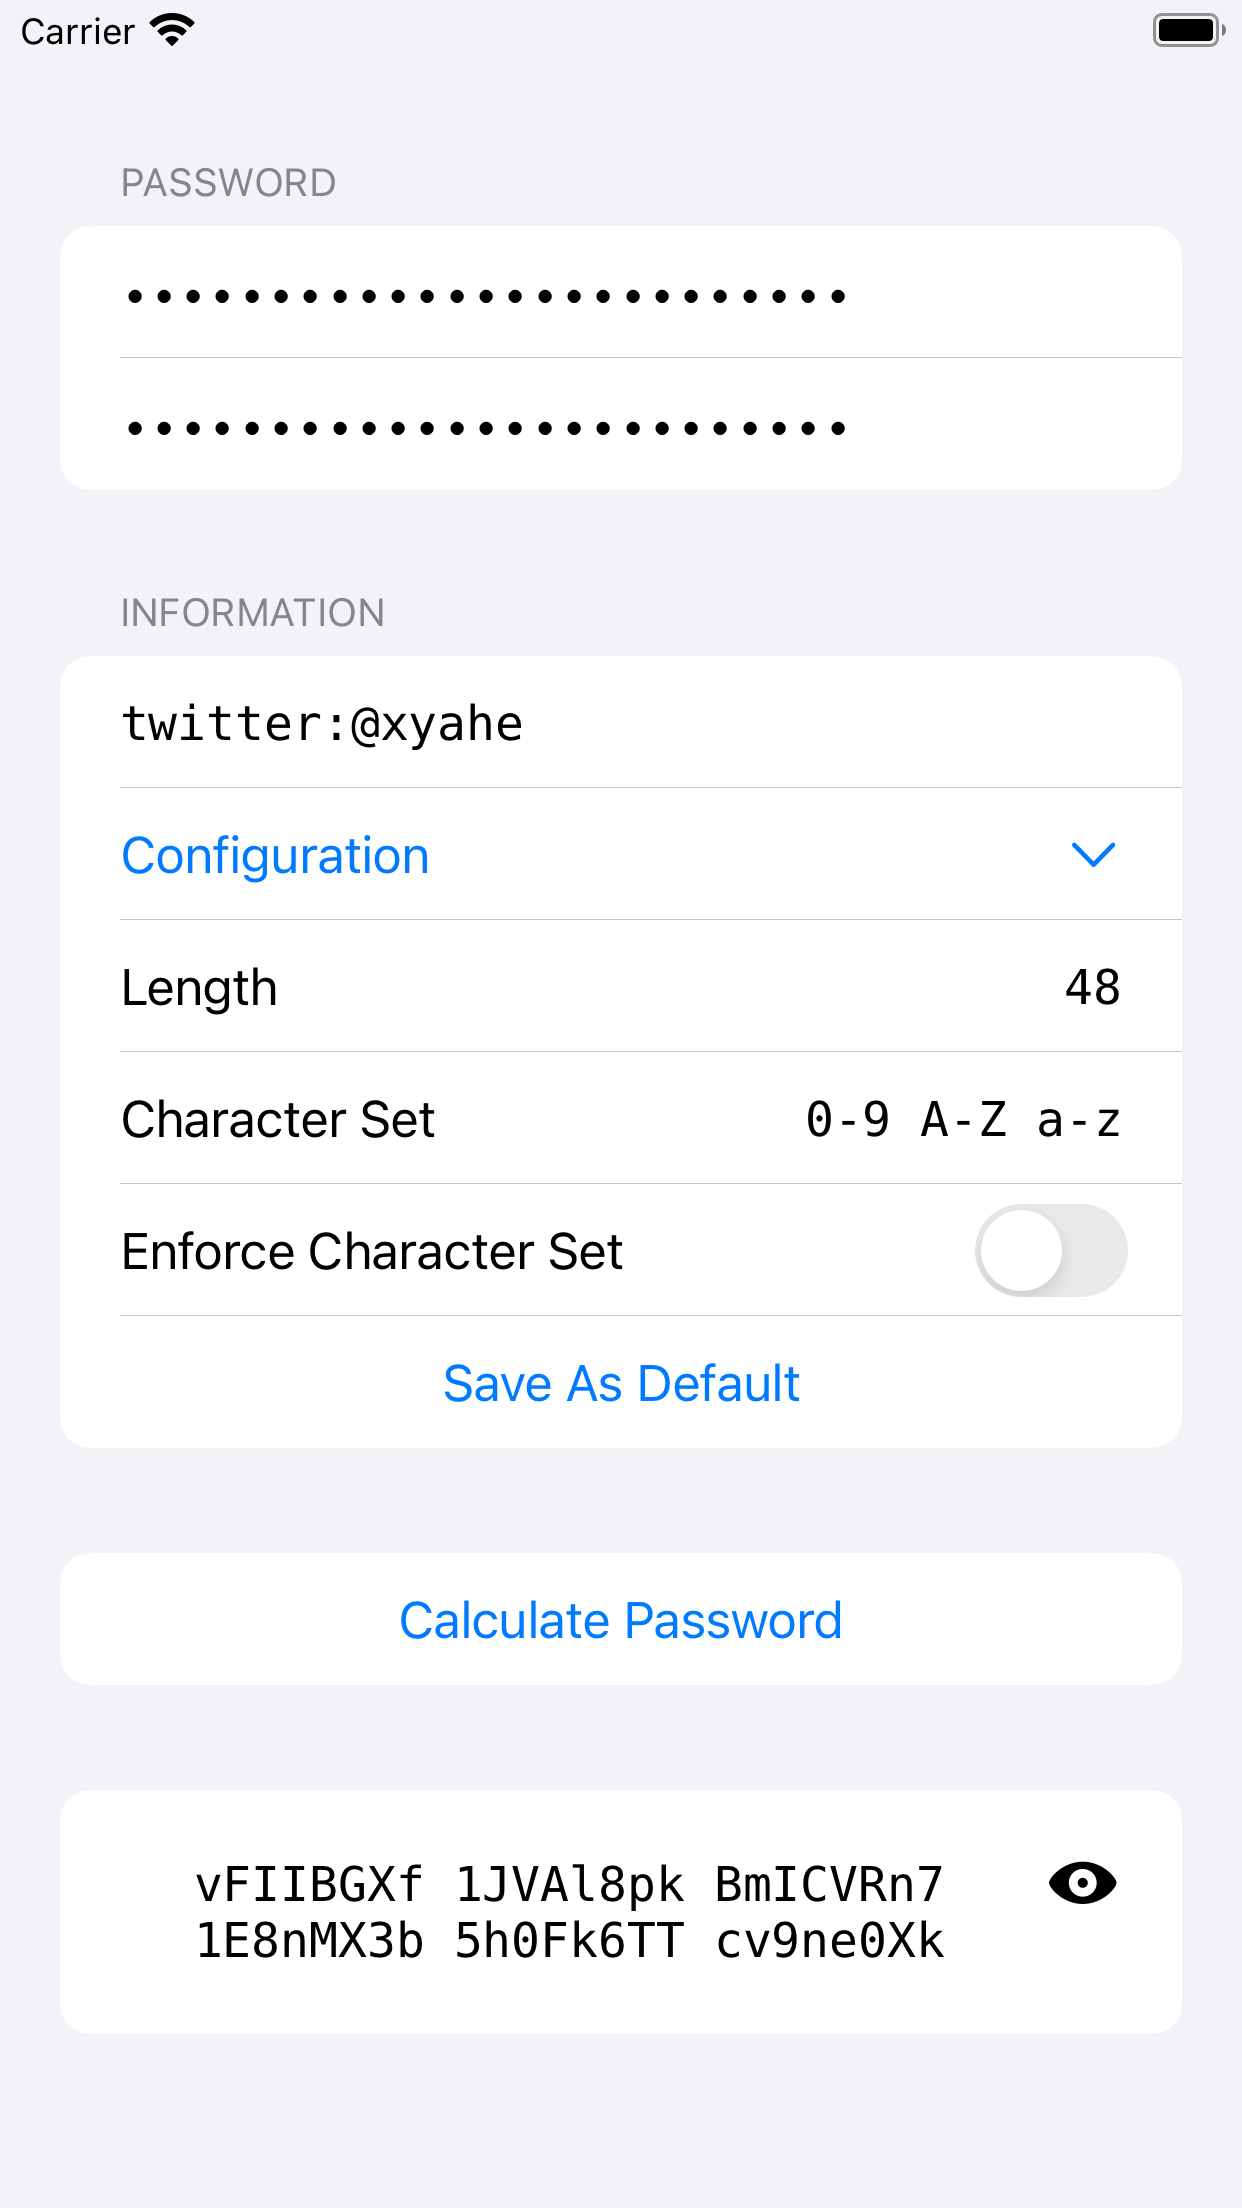 Carrier
PASSWORD
•••••••••••••••••••••••••
•••••••••••••••••••••••••
INFORMATION
twitter:@xyahe
Configuration
Length 48
Character Set 0-9 A-Z a-z
Enforce Character Set
Save As Default
Calculate Password
vFIIBGXf 1JVAl8pk BmICVRn7
1E8nMX3b 5h0Fk6TT cv9ne0Xk